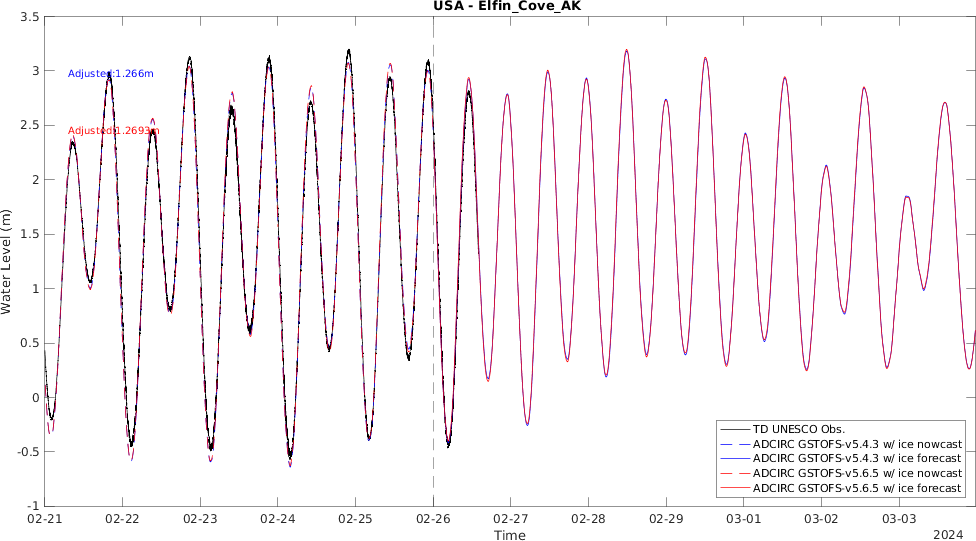 USA - Elfin_Cove_AK
3.5
3
2.5
2
1.5
1
0.5
0
-0.5
-1
Water Level (m)
Adjusted:1.266m
Adjusted:1.2693m
TD UNESCO Obs.
ADCIRC GSTOFS-v5.4.3 w/ ice nowcast
ADCIRC GSTOFS-v5.4.3 w/ ice forecast
ADCIRC GSTOFS-v5.6.5 w/ ice nowcast
ADCIRC GSTOFS-v5.6.5 w/ ice forecast
02-21 02-22 02-23 02-24 02-25 02-26 02-27 02-28 02-29 03-01 03-02 03-03
Time
2024